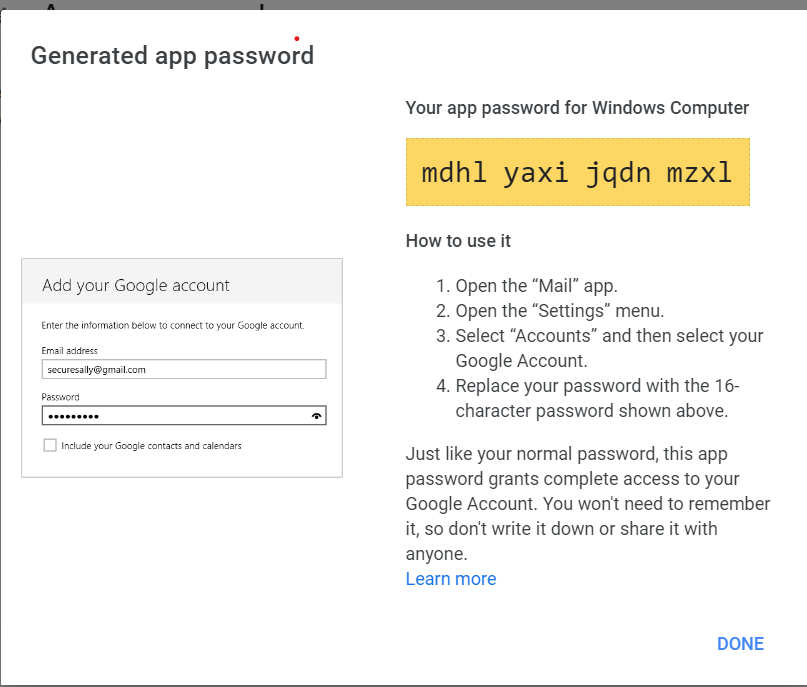 Generated app password
Your app password for Windows Computer
mdhl yaxi jqdn mzxl
Add your Google account
Enter the information below to connect to your Google account.
Email address
securesally@gmail.com
Password
Include your Google contacts and calendars
How to use it
1. Open the “Mail” app.
2. Open the “Settings” menu.
3. Select “Accounts” and then select your
Google Account.
4. Replace your password with the 16-
character password shown above.
Just like your normal password, this app
password grants complete access to your
Google Account. You won't need to remember
it, so don't write it down or share it with
anyone.
Learn more
DONE